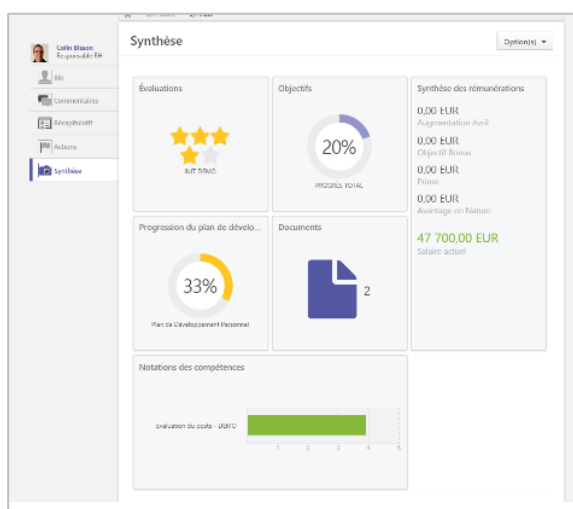 Synthèse
Option(s)
Colin Bisson
Responsable RH
Bio
Commentaires
Récapitulatif
Actions
Synthèse
Évaluations
INIT DEMO
Objectifs
20%
PROGRÈS TOTAL
Synthèse des rémunérations
0,00 EUR
Augmentation Avril
0,00 EUR
Objectif Bonus
0,00 EUR
Prime
0,00 EUR
Avantage en Nature
47 700,00 EUR
Salaire actuel
Progression du plan de dévelo...
33%
Plan de Développement Personnel
Documents
2
Notations des compétences
Evaluation du poste - DEMO
1 2 3 4 5